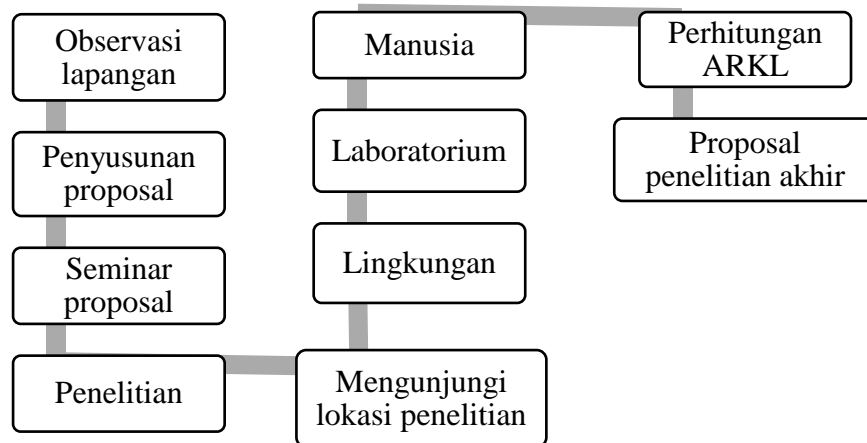 Observasi
lapangan
Penyusunan
proposal
Seminar
proposal
Penelitian
Mengunjungi
lokasi penelitian
Lingkungan
Laboratorium
Manusia
Perhitungan
ARKL
Proposal
penelitian akhir